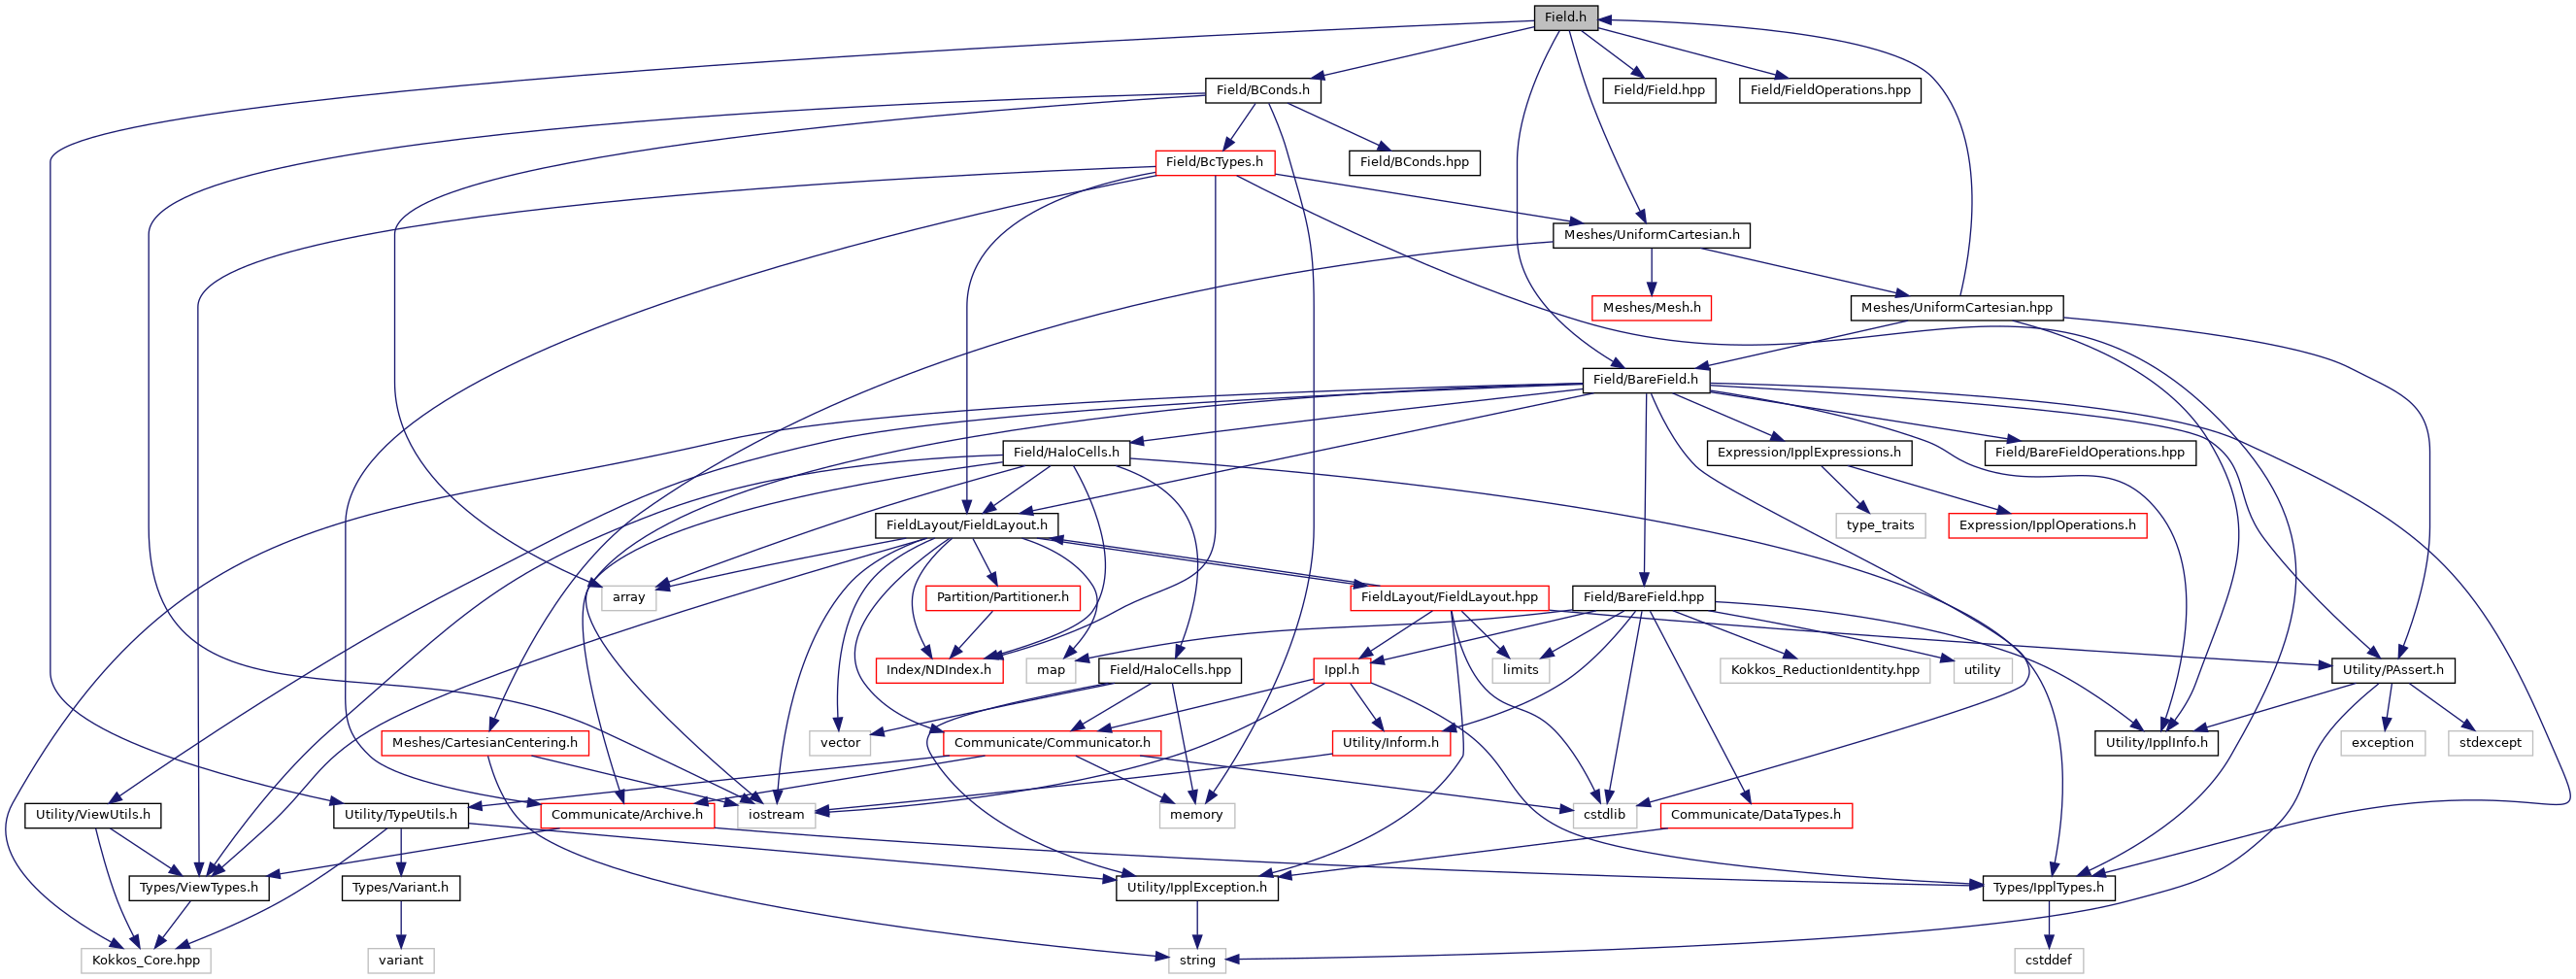 Field.h
Field/BConds.h
Field/Field.hpp
Field/FieldOperations.hpp
Field/BcTypes.h
Field/BConds.hpp
Meshes/UniformCartesian.h
Meshes/Mesh.h
Meshes/UniformCartesian.hpp
Field/BareField.h
Field/HaloCells.h
Expression/IpplExpressions.h
Field/BareFieldOperations.hpp
FieldLayout/FieldLayout.h
type_traits
Expression/IpplOperations.h
array
Partition/Partitioner.h
FieldLayout/FieldLayout.hpp
Field/BareField.hpp
Index/NDIndex.h
map
Field/HaloCells.hpp
Ippl.h
limits
Kokkos_ReductionIdentity.hpp
utility
Utility/PAssert.h
Meshes/CartesianCentering.h
vector
Communicate/Communicator.h
Utility/Inform.h
Utility/IpplInfo.h
exception
stdexcept
Utility/ViewUtils.h
Utility/TypeUtils.h
Communicate/Archive.h
iostream
memory
cstdlib
Communicate/DataTypes.h
Types/ViewTypes.h
Types/Variant.h
Utility/IpplException.h
Types/IpplTypes.h
Kokkos_Core.hpp
variant
string
cstddef